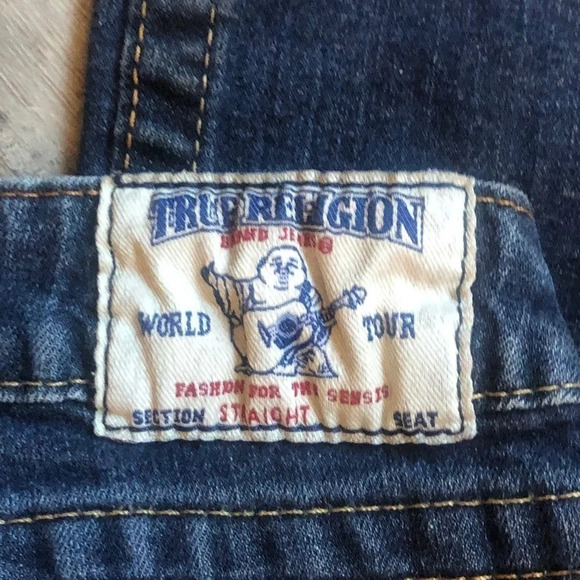 TRUE RELIGION
BRAND JEANS®
WORLD TOUR
FASHION FOR THE SENSES
SECTION STRAIGHT SEAT